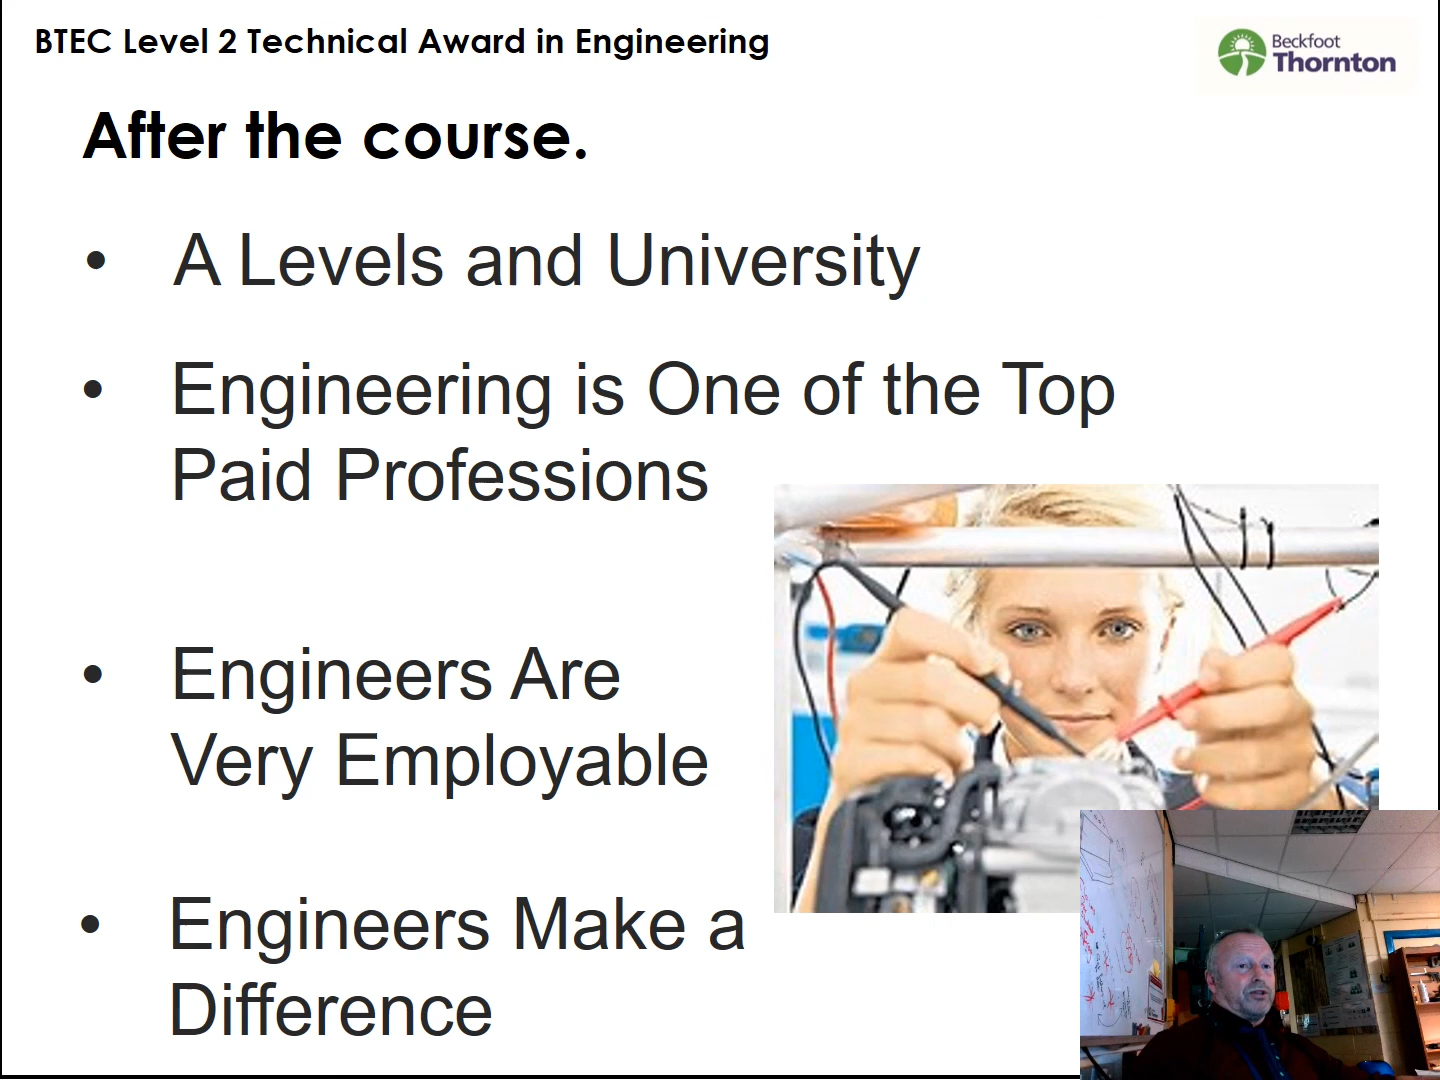 BTEC Level 2 Technical Award in Engineering
Beckfoot
Thornton
After the course.
• A Levels and University
• Engineering is One of the Top
Paid Professions
• Engineers Are
Very Employable
• Engineers Make a
Difference